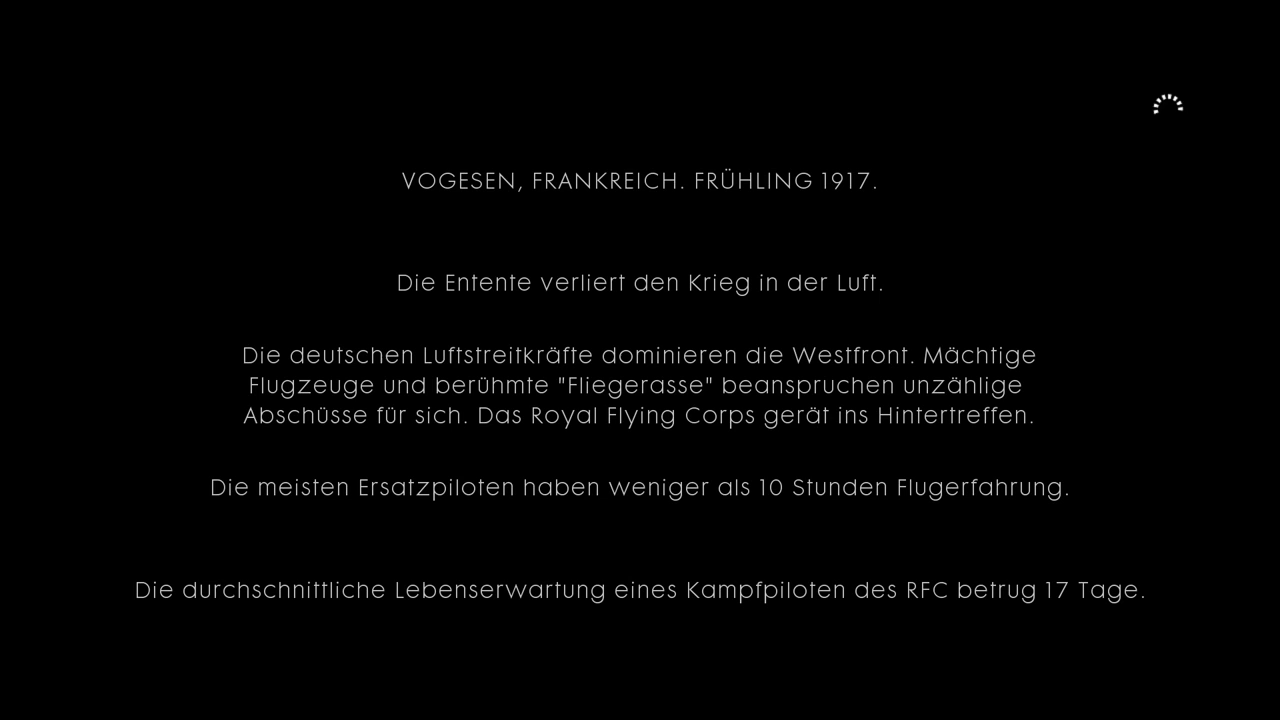 VOGESEN, FRANKREICH. FRÜHLING 1917.
Die Entente verliert den Krieg in der Luft.
Die deutschen Luftstreitkräfte dominieren die Westfront. Mächtige
Flugzeuge und berühmte "Fliegerasse" beanspruchen unzählige
Abschüsse für sich. Das Royal Flying Corps gerät ins Hintertreffen.
Die meisten Ersatzpiloten haben weniger als 10 Stunden Flugerfahrung.
Die durchschnittliche Lebenserwartung eines Kampfpiloten des RFC betrug 17 Tage.